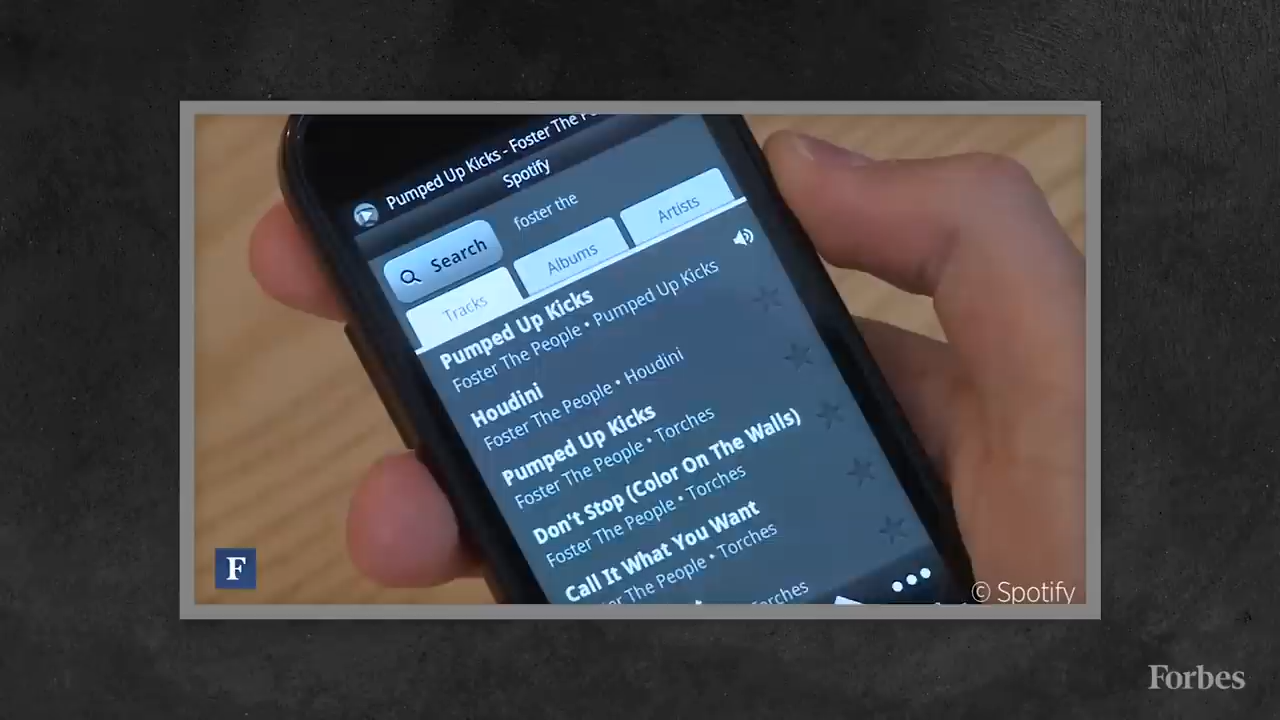 Pumped Up Kicks - Foster The P
Spotify
Search
foster the
Tracks
Albums
Artists
Pumped Up Kicks
Foster The People • Pumped Up Kicks
Houdini
Foster The People • Houdini
Pumped Up Kicks
Foster The People • Torches
Don't Stop (Color On The Walls)
Foster The People • Torches
Call It What You Want
The People • Torches
Torches
F
© Spotify
Forbes